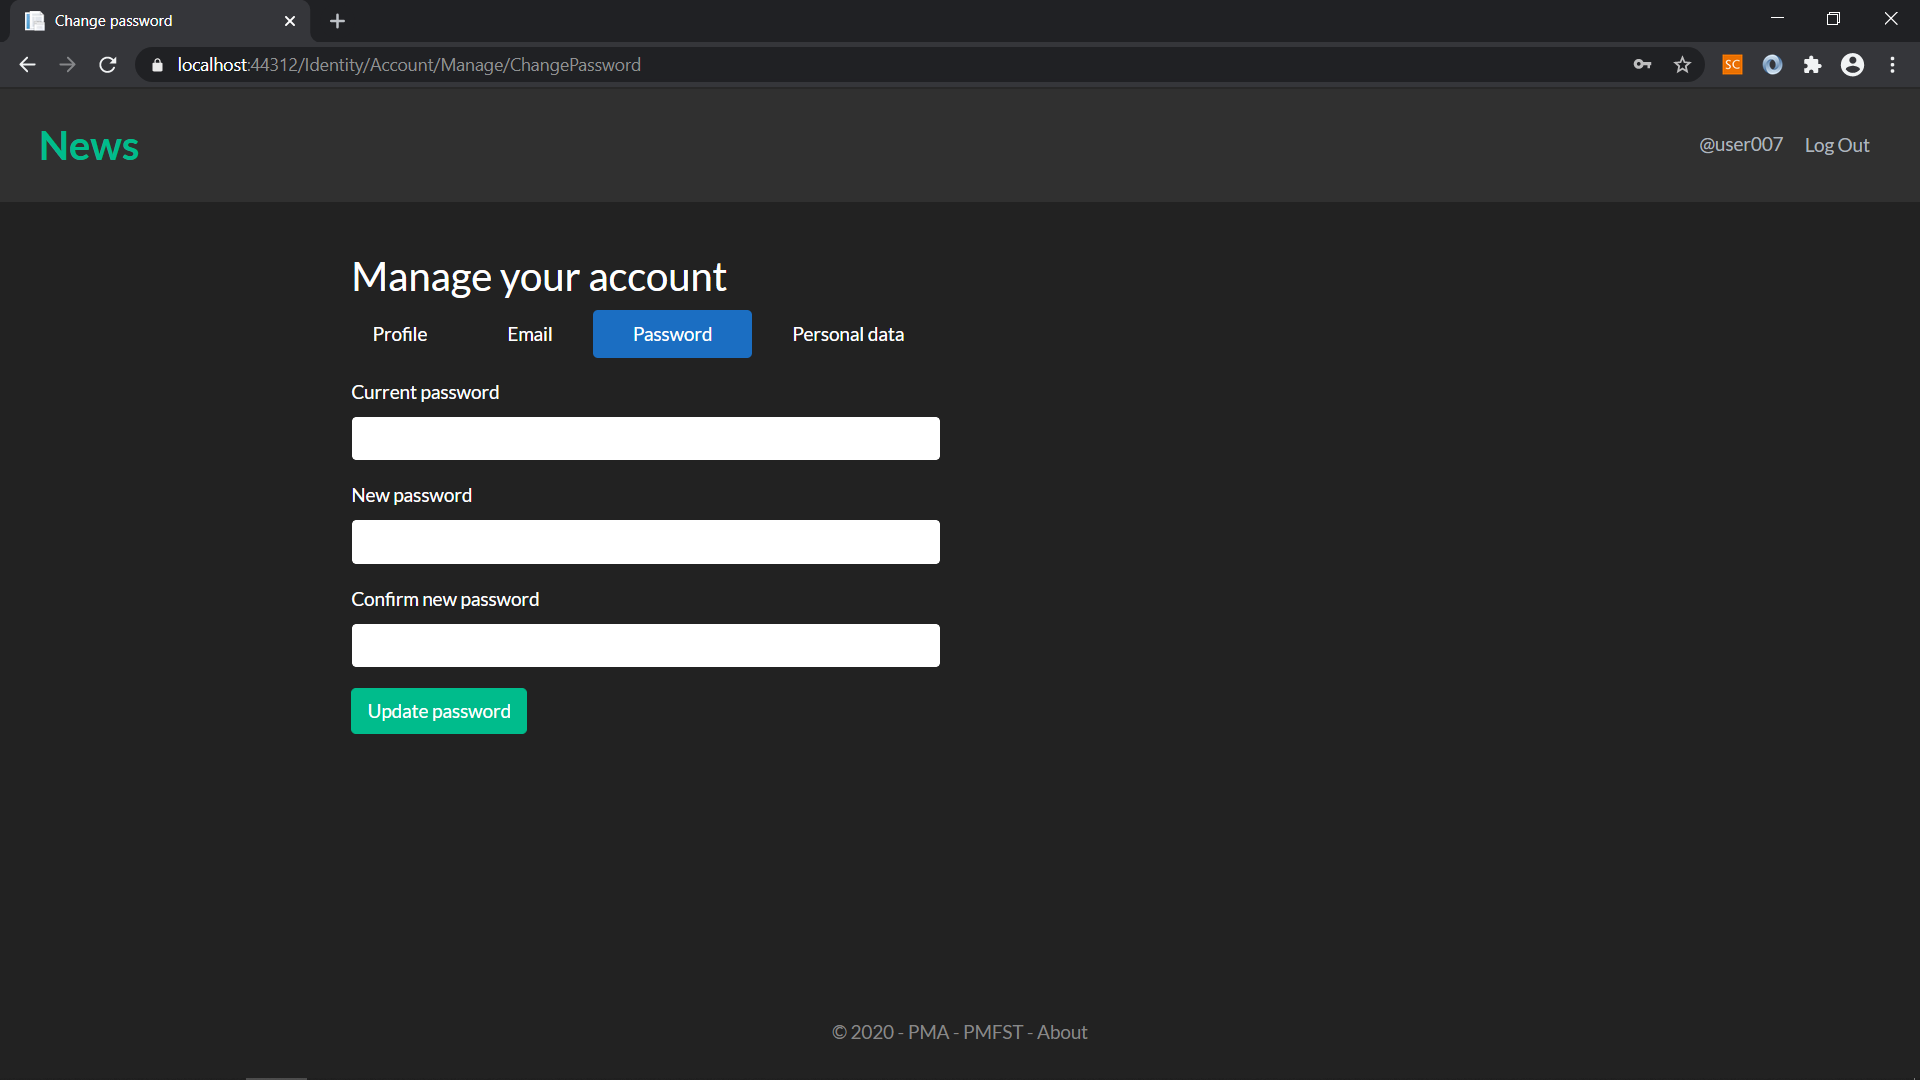 Change password
localhost:44312/Identity/Account/Manage/ChangePassword
SC
News
@user007 Log Out
Manage your account
Profile Email Password Personal data
Current password
New password
Confirm new password
Update password
© 2020 - PMA - PMFST - About